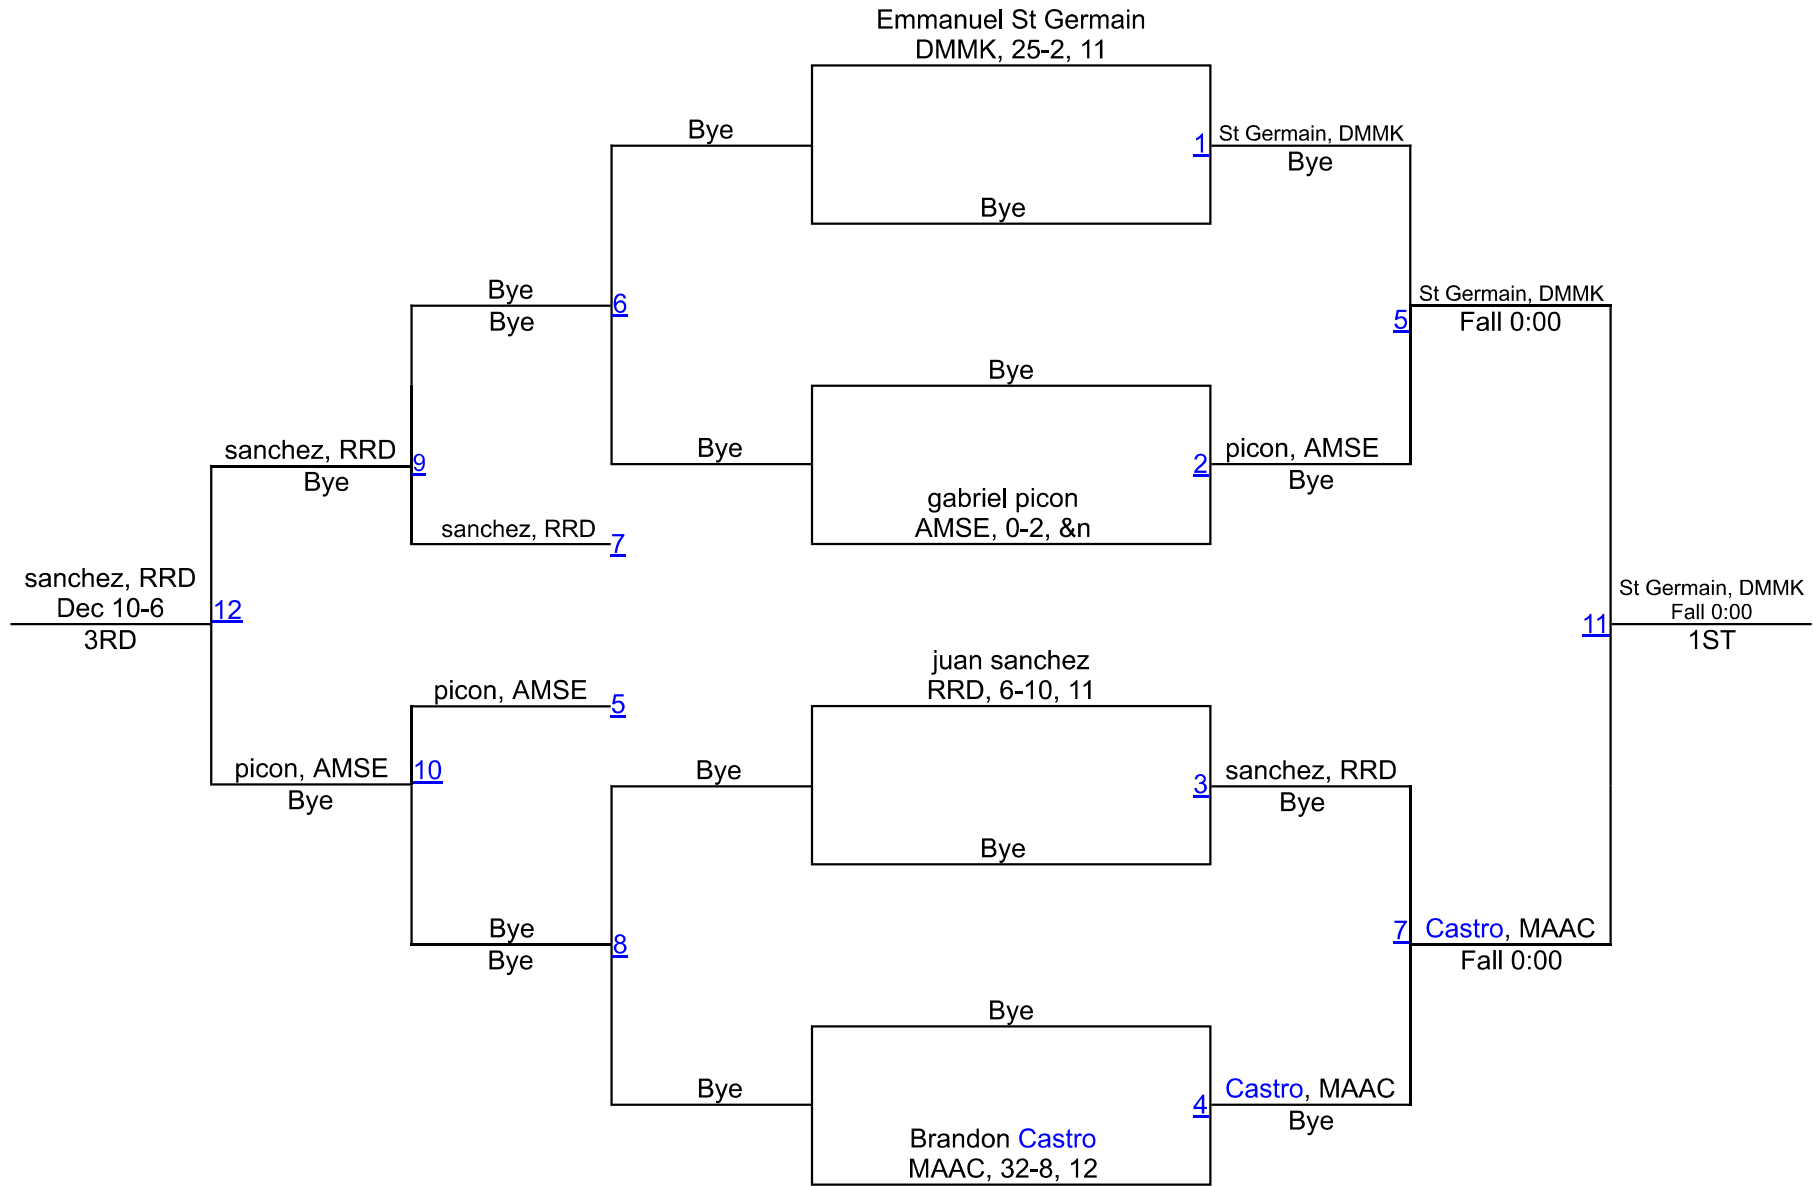 Emmanuel St Germain
DMMK, 25-2, 11
Bye
1
St Germain, DMMK
Bye
Bye
Bye
Bye
6
St Germain, DMMK
5
Fall 0:00
Bye
sanchez, RRD
9
Bye
Bye
2
picon, AMSE
Bye
gabriel picon
AMSE, 0-2, &n
sanchez, RRD
7
sanchez, RRD
Dec 10-6
12
3RD
St Germain, DMMK
Fall 0:00
11
1ST
juan sanchez
RRD, 6-10, 11
picon, AMSE
5
picon, AMSE
10
Bye
Bye
3
sanchez, RRD
Bye
Bye
Bye
8
Bye
7
Castro, MAAC
Fall 0:00
Bye
Bye
4
Castro, MAAC
Bye
Brandon Castro
MAAC, 32-8, 12